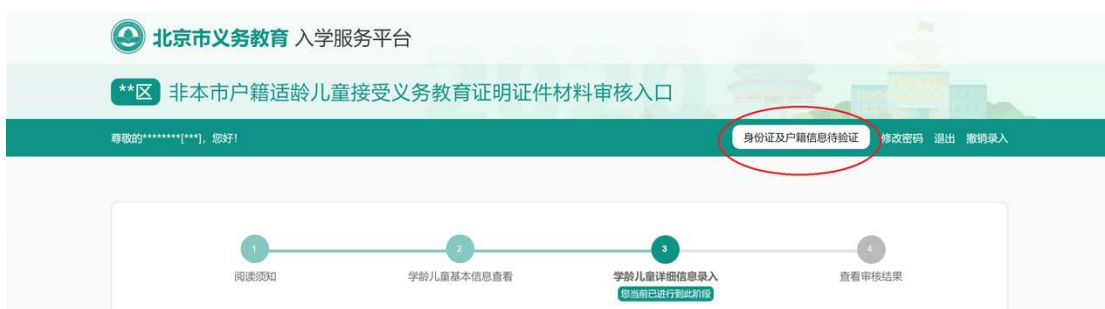 北京市义务教育 入学服务平台
**区 非本市户籍适龄儿童接受义务教育证明证件材料审核入口
尊敬的********[***]，您好！ 身份证及户籍信息待验证 修改密码 退出 撤销录入
1 2 3 4
阅读须知 学龄儿童基本信息查看 学龄儿童详细信息录入 查看审核结果
您当前已进行到此阶段